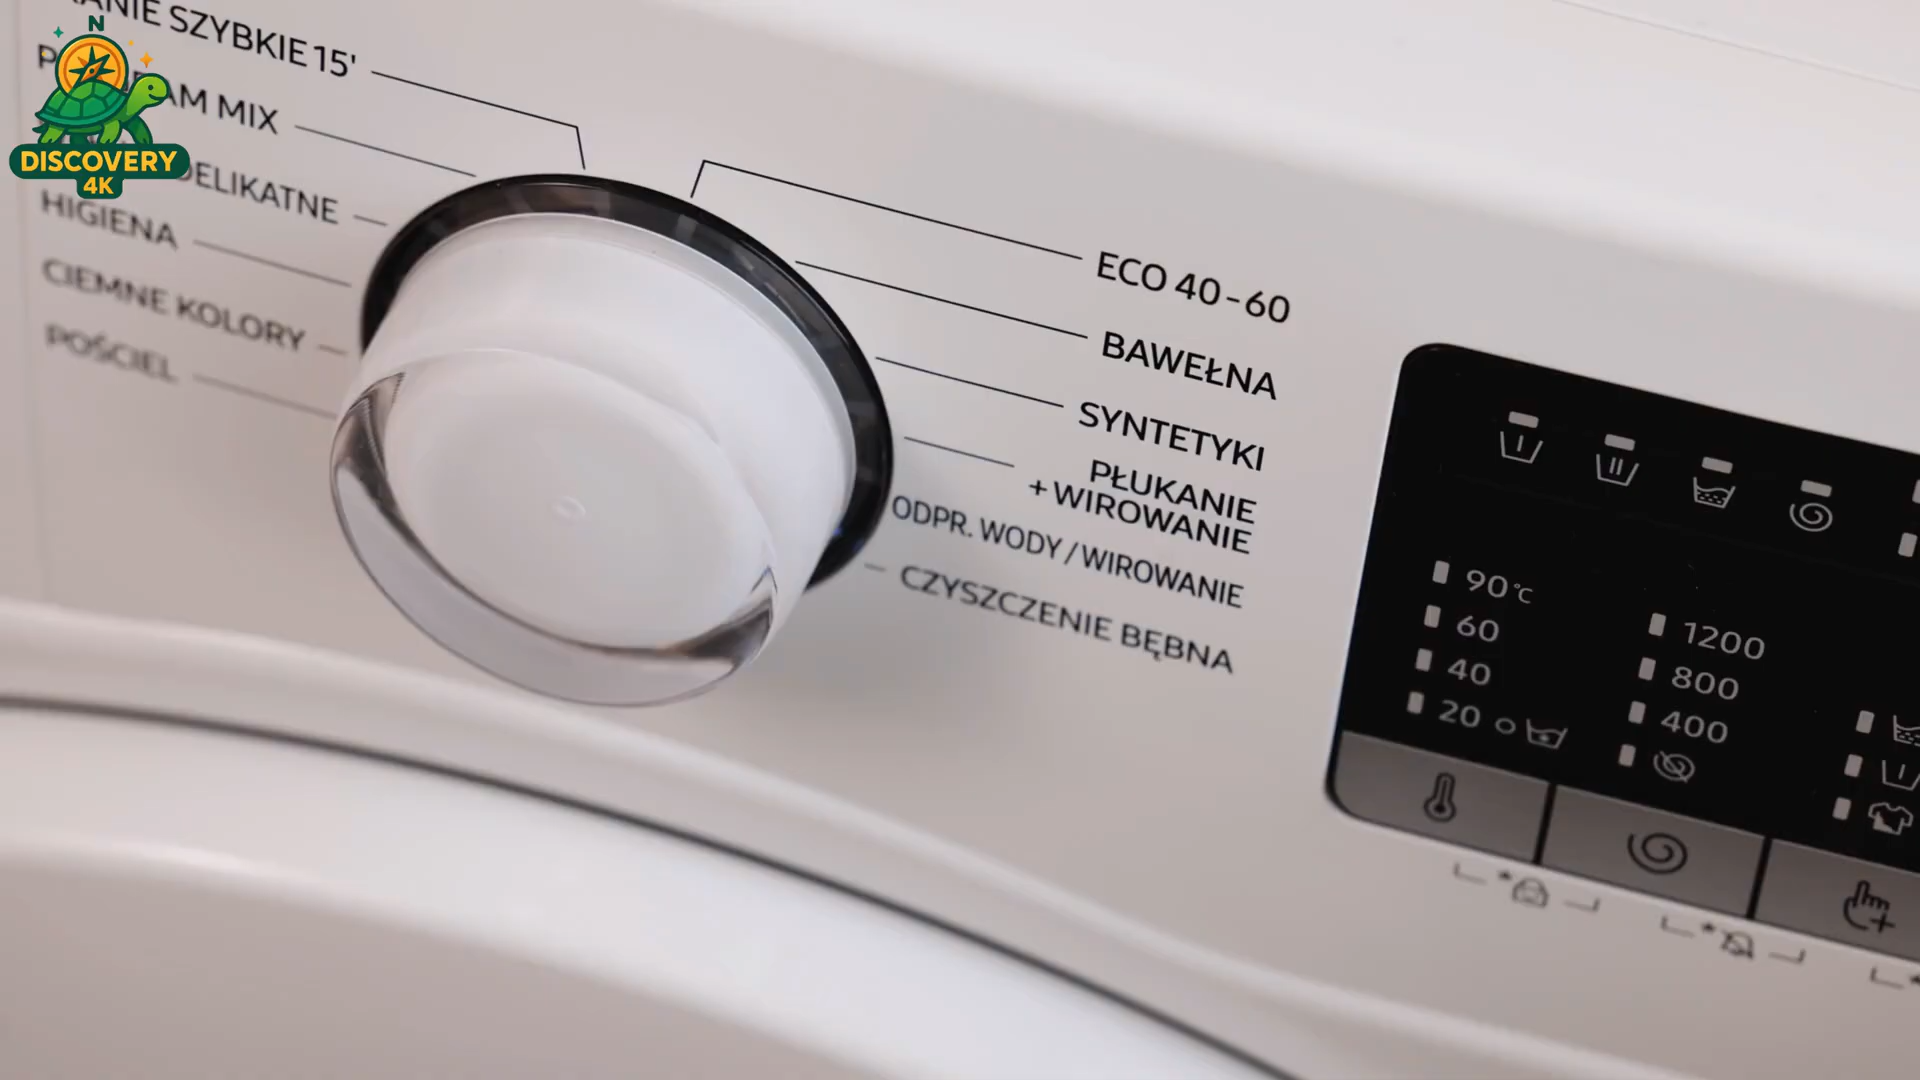 SZYBKIE 15'
MIX
DELIKATNE
HIGIENA
CIEMNE KOLORY
POŚCIEL
ECO 40-60
BAWEŁNA
SYNTETYKI
PŁUKANIE
+WIROWANIE
ODPR. WODY/WIROWANIE
CZYSZCZENIE BĘBNA
90°C
60
40
20
1200
800
400
N
DISCOVERY
4K